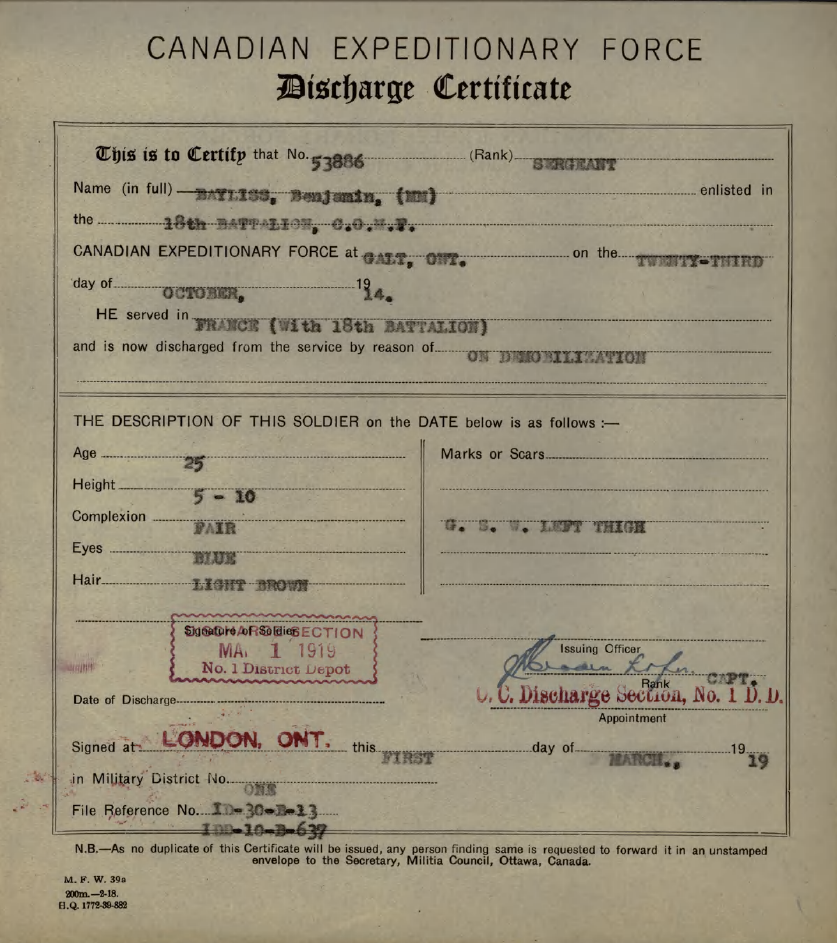 CANADIAN EXPEDITIONARY FORCE
Discharge Certificate
This is to Certify that No. 53886 (Rank) SERGEANT
Name (in full) BAYLISS, Benjamin, (MM) enlisted in
the 18th BATTALION, C.O.M.F.
CANADIAN EXPEDITIONARY FORCE at GALT, ONT. on the TWENTY-THIRD
day of OCTOBER, 19 14.
HE served in FRANCE (With 18th BATTALION)
and is now discharged from the service by reason of ON DEMOBILIZATION
THE DESCRIPTION OF THIS SOLDIER on the DATE below is as follows :—
Age 25
Height 5 - 10
Complexion FAIR
Eyes BLUE
Hair LIGHT BROWN
Marks or Scars
G. S. W. LEFT THIGH
Signature of Soldier
SECTION
MAR 1 1919
No. 1 District Depot
Issuing Officer
CAPT.
Rank
O. C. Discharge Section, No. 1 D. D.
Appointment
Date of Discharge
Signed at LONDON, ONT. this FIRST day of MARCH., 19 19
in Military District No. ONE
File Reference No. ID-30-B-13
IDD-10-B-637
N.B.—As no duplicate of this Certificate will be issued, any person finding same is requested to forward it in an unstamped
envelope to the Secretary, Militia Council, Ottawa, Canada.
M. F. W. 39a
200m.—2-18.
H.Q. 1772-39-882